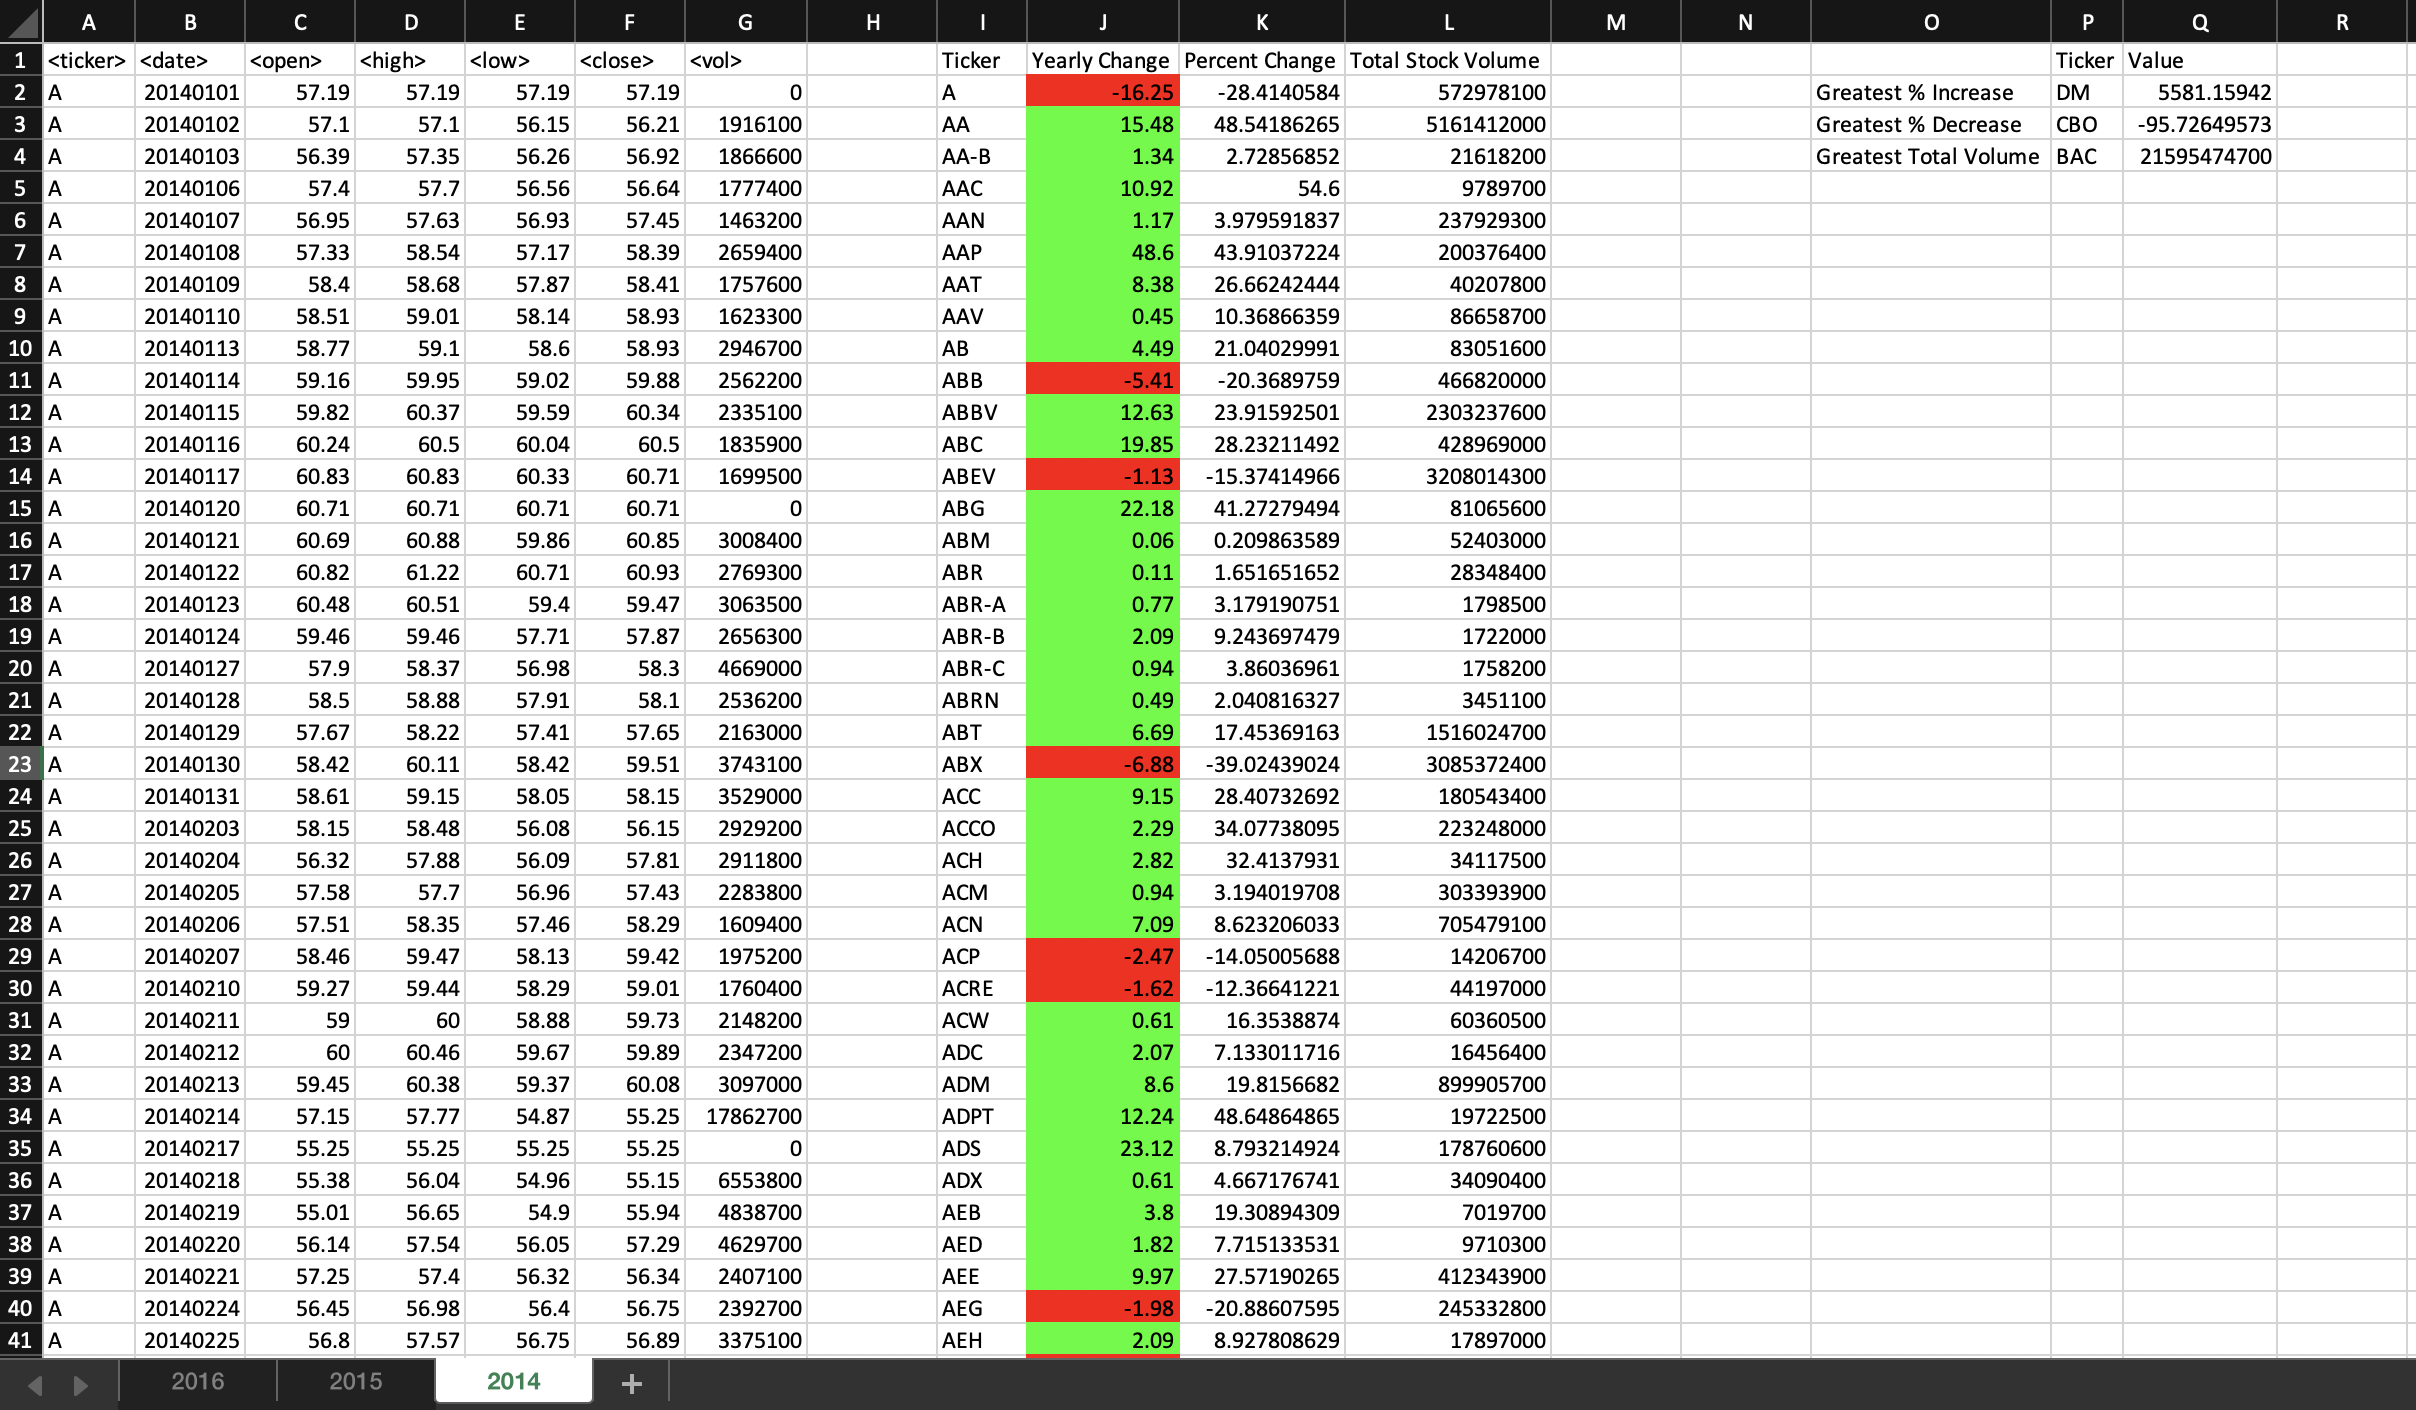 A B C D E F G H I J K L M N O P Q R
1 <ticker> <date> <open> <high> <low> <close> <vol> Ticker Yearly Change Percent Change Total Stock Volume Ticker Value
2 A 20140101 57.19 57.19 57.19 57.19 0 A -16.25 -28.4140584 572978100 Greatest % Increase DM 5581.15942
3 A 20140102 57.1 57.1 56.15 56.21 1916100 AA 15.48 48.54186265 5161412000 Greatest % Decrease CBO -95.72649573
4 A 20140103 56.39 57.35 56.26 56.92 1866600 AA-B 1.34 2.72856852 21618200 Greatest Total Volume BAC 21595474700
5 A 20140106 57.4 57.7 56.56 56.64 1777400 AAC 10.92 54.6 9789700
6 A 20140107 56.95 57.63 56.93 57.45 1463200 AAN 1.17 3.979591837 237929300
7 A 20140108 57.33 58.54 57.17 58.39 2659400 AAP 48.6 43.91037224 200376400
8 A 20140109 58.4 58.68 57.87 58.41 1757600 AAT 8.38 26.66242444 40207800
9 A 20140110 58.51 59.01 58.14 58.93 1623300 AAV 0.45 10.36866359 86658700
10 A 20140113 58.77 59.1 58.6 58.93 2946700 AB 4.49 21.04029991 83051600
11 A 20140114 59.16 59.95 59.02 59.88 2562200 ABB -5.41 -20.3689759 466820000
12 A 20140115 59.82 60.37 59.59 60.34 2335100 ABBV 12.63 23.91592501 2303237600
13 A 20140116 60.24 60.5 60.04 60.5 1835900 ABC 19.85 28.23211492 428969000
14 A 20140117 60.83 60.83 60.33 60.71 1699500 ABEV -1.13 -15.37414966 3208014300
15 A 20140120 60.71 60.71 60.71 60.71 0 ABG 22.18 41.27279494 81065600
16 A 20140121 60.69 60.88 59.86 60.85 3008400 ABM 0.06 0.209863589 52403000
17 A 20140122 60.82 61.22 60.71 60.93 2769300 ABR 0.11 1.651651652 28348400
18 A 20140123 60.48 60.51 59.4 59.47 3063500 ABR-A 0.77 3.179190751 1798500
19 A 20140124 59.46 59.46 57.71 57.87 2656300 ABR-B 2.09 9.243697479 1722000
20 A 20140127 57.9 58.37 56.98 58.3 4669000 ABR-C 0.94 3.86036961 1758200
21 A 20140128 58.5 58.88 57.91 58.1 2536200 ABRN 0.49 2.040816327 3451100
22 A 20140129 57.67 58.22 57.41 57.65 2163000 ABT 6.69 17.45369163 1516024700
23 A 20140130 58.42 60.11 58.42 59.51 3743100 ABX -6.88 -39.02439024 3085372400
24 A 20140131 58.61 59.15 58.05 58.15 3529000 ACC 9.15 28.40732692 180543400
25 A 20140203 58.15 58.48 56.08 56.15 2929200 ACCO 2.29 34.07738095 223248000
26 A 20140204 56.32 57.88 56.09 57.81 2911800 ACH 2.82 32.4137931 34117500
27 A 20140205 57.58 57.7 56.96 57.43 2283800 ACM 0.94 3.194019708 303393900
28 A 20140206 57.51 58.35 57.46 58.29 1609400 ACN 7.09 8.623206033 705479100
29 A 20140207 58.46 59.47 58.13 59.42 1975200 ACP -2.47 -14.05005688 14206700
30 A 20140210 59.27 59.44 58.29 59.01 1760400 ACRE -1.62 -12.36641221 44197000
31 A 20140211 59 60 58.88 59.73 2148200 ACW 0.61 16.3538874 60360500
32 A 20140212 60 60.46 59.67 59.89 2347200 ADC 2.07 7.133011716 16456400
33 A 20140213 59.45 60.38 59.37 60.08 3097000 ADM 8.6 19.8156682 899905700
34 A 20140214 57.15 57.77 54.87 55.25 17862700 ADPT 12.24 48.64864865 19722500
35 A 20140217 55.25 55.25 55.25 55.25 0 ADS 23.12 8.793214924 178760600
36 A 20140218 55.38 56.04 54.96 55.15 6553800 ADX 0.61 4.667176741 34090400
37 A 20140219 55.01 56.65 54.9 55.94 4838700 AEB 3.8 19.30894309 7019700
38 A 20140220 56.14 57.54 56.05 57.29 4629700 AED 1.82 7.715133531 9710300
39 A 20140221 57.25 57.4 56.32 56.34 2407100 AEE 9.97 27.57190265 412343900
40 A 20140224 56.45 56.98 56.4 56.75 2392700 AEG -1.98 -20.88607595 245332800
41 A 20140225 56.8 57.57 56.75 56.89 3375100 AEH 2.09 8.927808629 17897000
2016 2015 2014 +